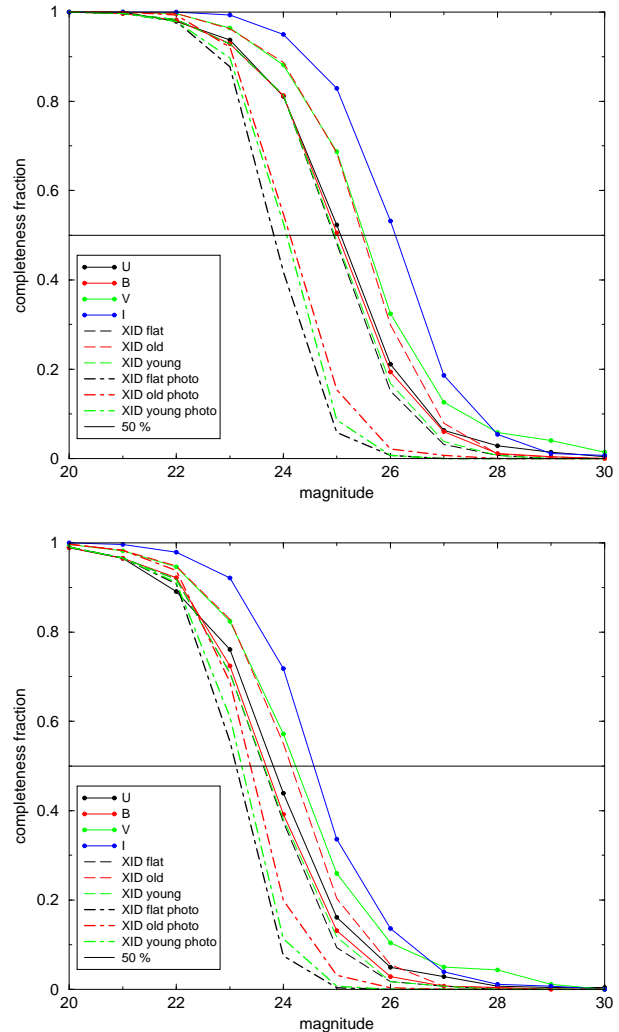 1
0.8
0.6
0.4
0.2
0
completeness fraction
U
B
V
I
XID flat
XID old
XID young
XID flat photo
XID old photo
XID young photo
50 %
20 22 24 26 28 30
magnitude
1
0.8
0.6
0.4
0.2
0
completeness fraction
U
B
V
I
XID flat
XID old
XID young
XID flat photo
XID old photo
XID young photo
50 %
20 22 24 26 28 30
magnitude